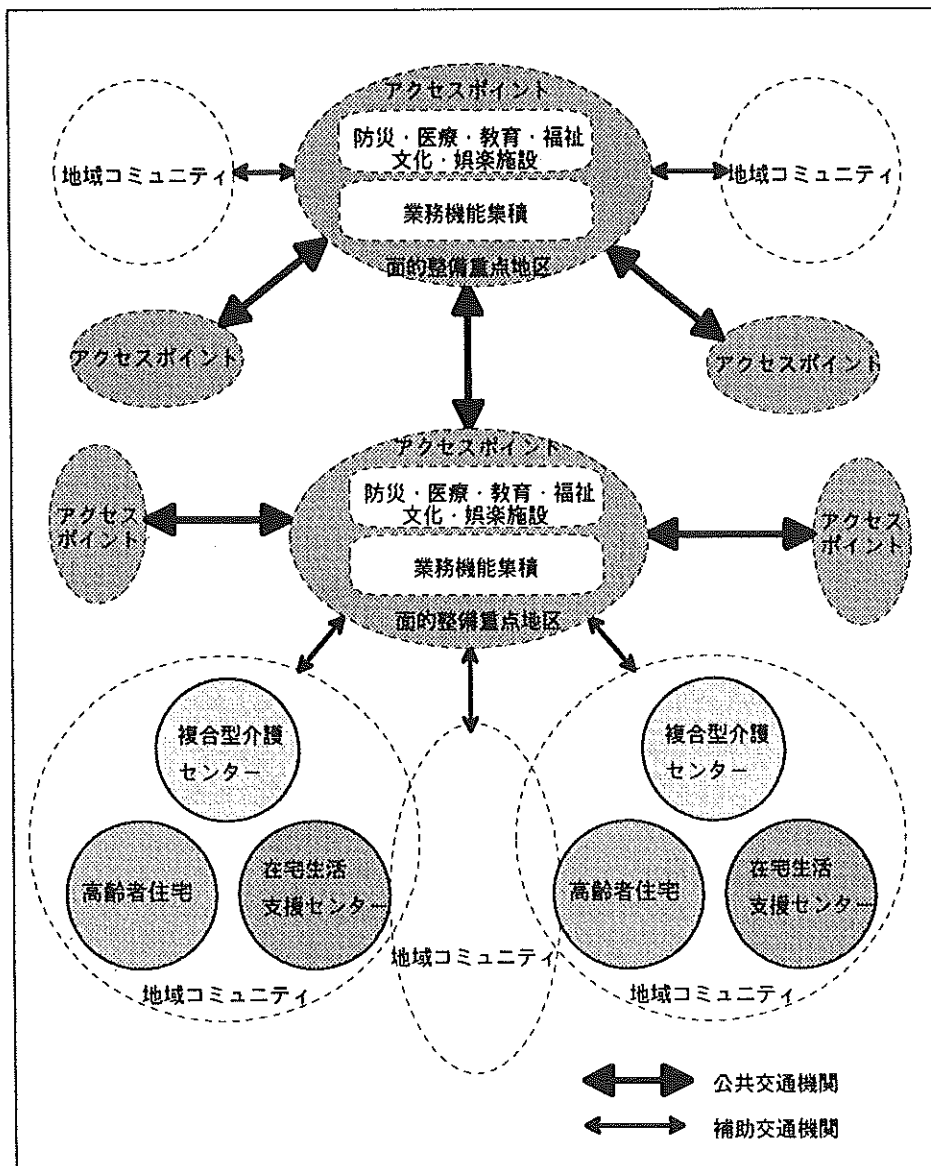 アクセスポイント
防災・医療・教育・福祉
文化・娯楽施設
業務機能集積
面的整備重点地区
地域コミュニティ
地域コミュニティ
アクセスポイント
アクセスポイント
アクセスポイント
防災・医療・教育・福祉
文化・娯楽施設
業務機能集積
面的整備重点地区
アクセス
ポイント
アクセス
ポイント
複合型介護
センター
高齢者住宅
在宅生活
支援センター
地域コミュニティ
地域コミュニティ
複合型介護
センター
高齢者住宅
在宅生活
支援センター
地域コミュニティ
公共交通機関
補助交通機関